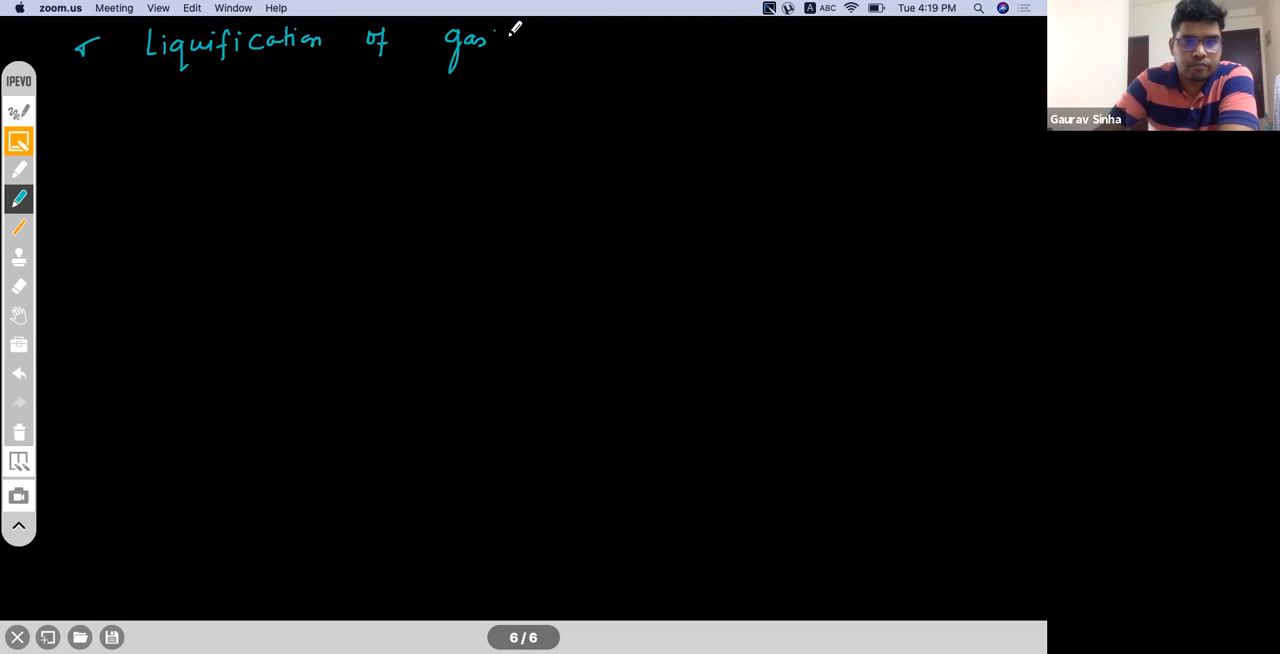 zoom.us Meeting View Edit Window Help A ABC Tue 4:19 PM
Liquification of gas
IPEVO
Gaurav Sinha
6/6